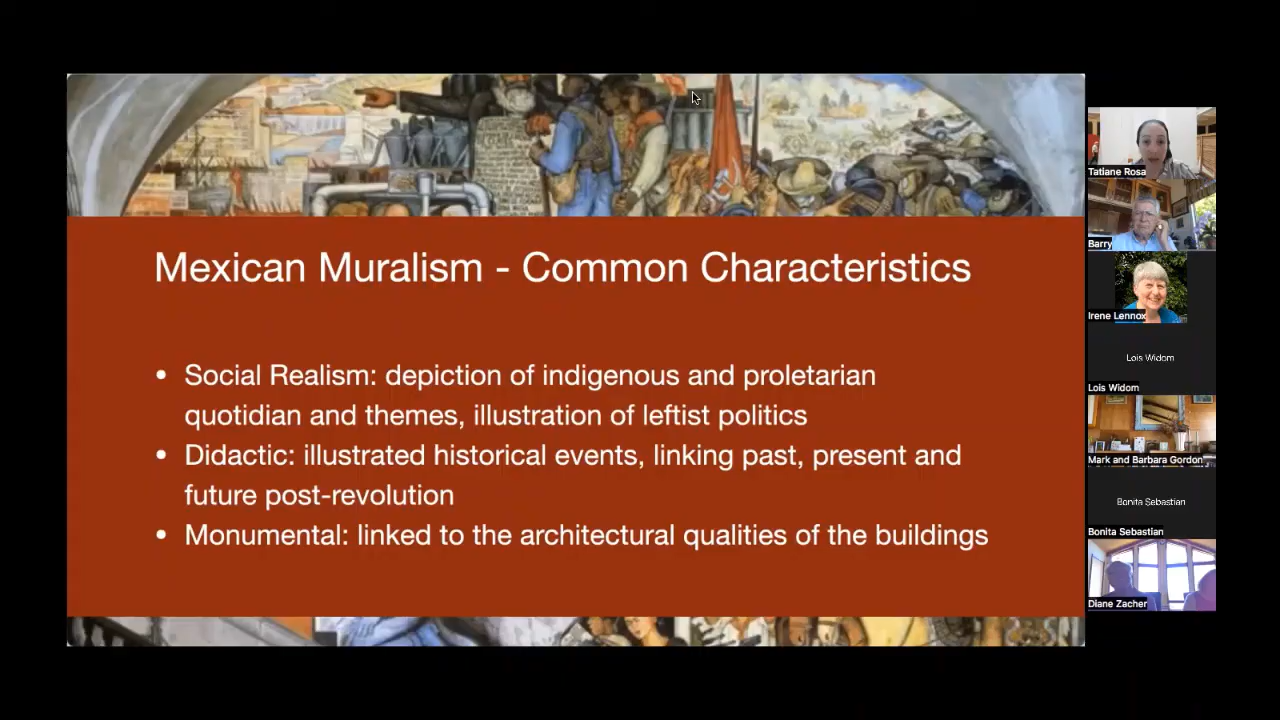 Mexican Muralism - Common Characteristics
• Social Realism: depiction of indigenous and proletarian
quotidian and themes, illustration of leftist politics
• Didactic: illustrated historical events, linking past, present and
future post-revolution
• Monumental: linked to the architectural qualities of the buildings
Tatiane Rosa
Barry
Irene Lennox
Lois Widom
Lois Widom
Mark and Barbara Gordon
Bonita Sebastian
Bonita Sebastian
Diane Zacher